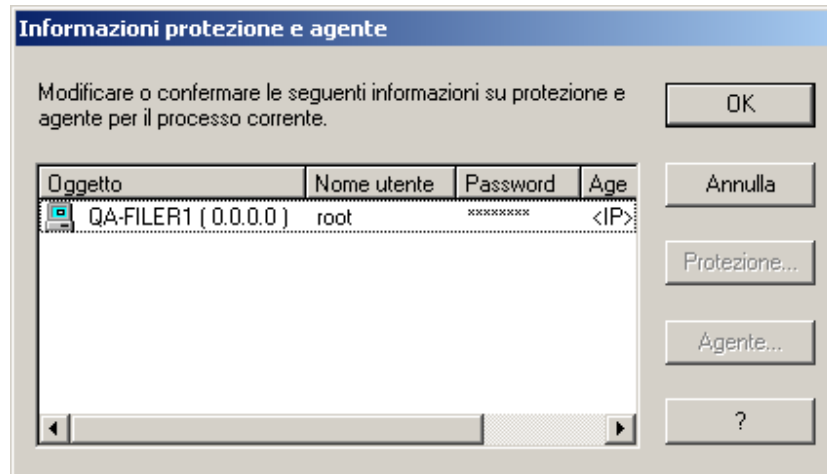 Informazioni protezione e agente
Modificare o confermare le seguenti informazioni su protezione e
agente per il processo corrente.
OK
Oggetto Nome utente Password Age
Annulla
QA-FILER1 ( 0.0.0.0 ) root ******** <IP>
Protezione...
Agente...
?